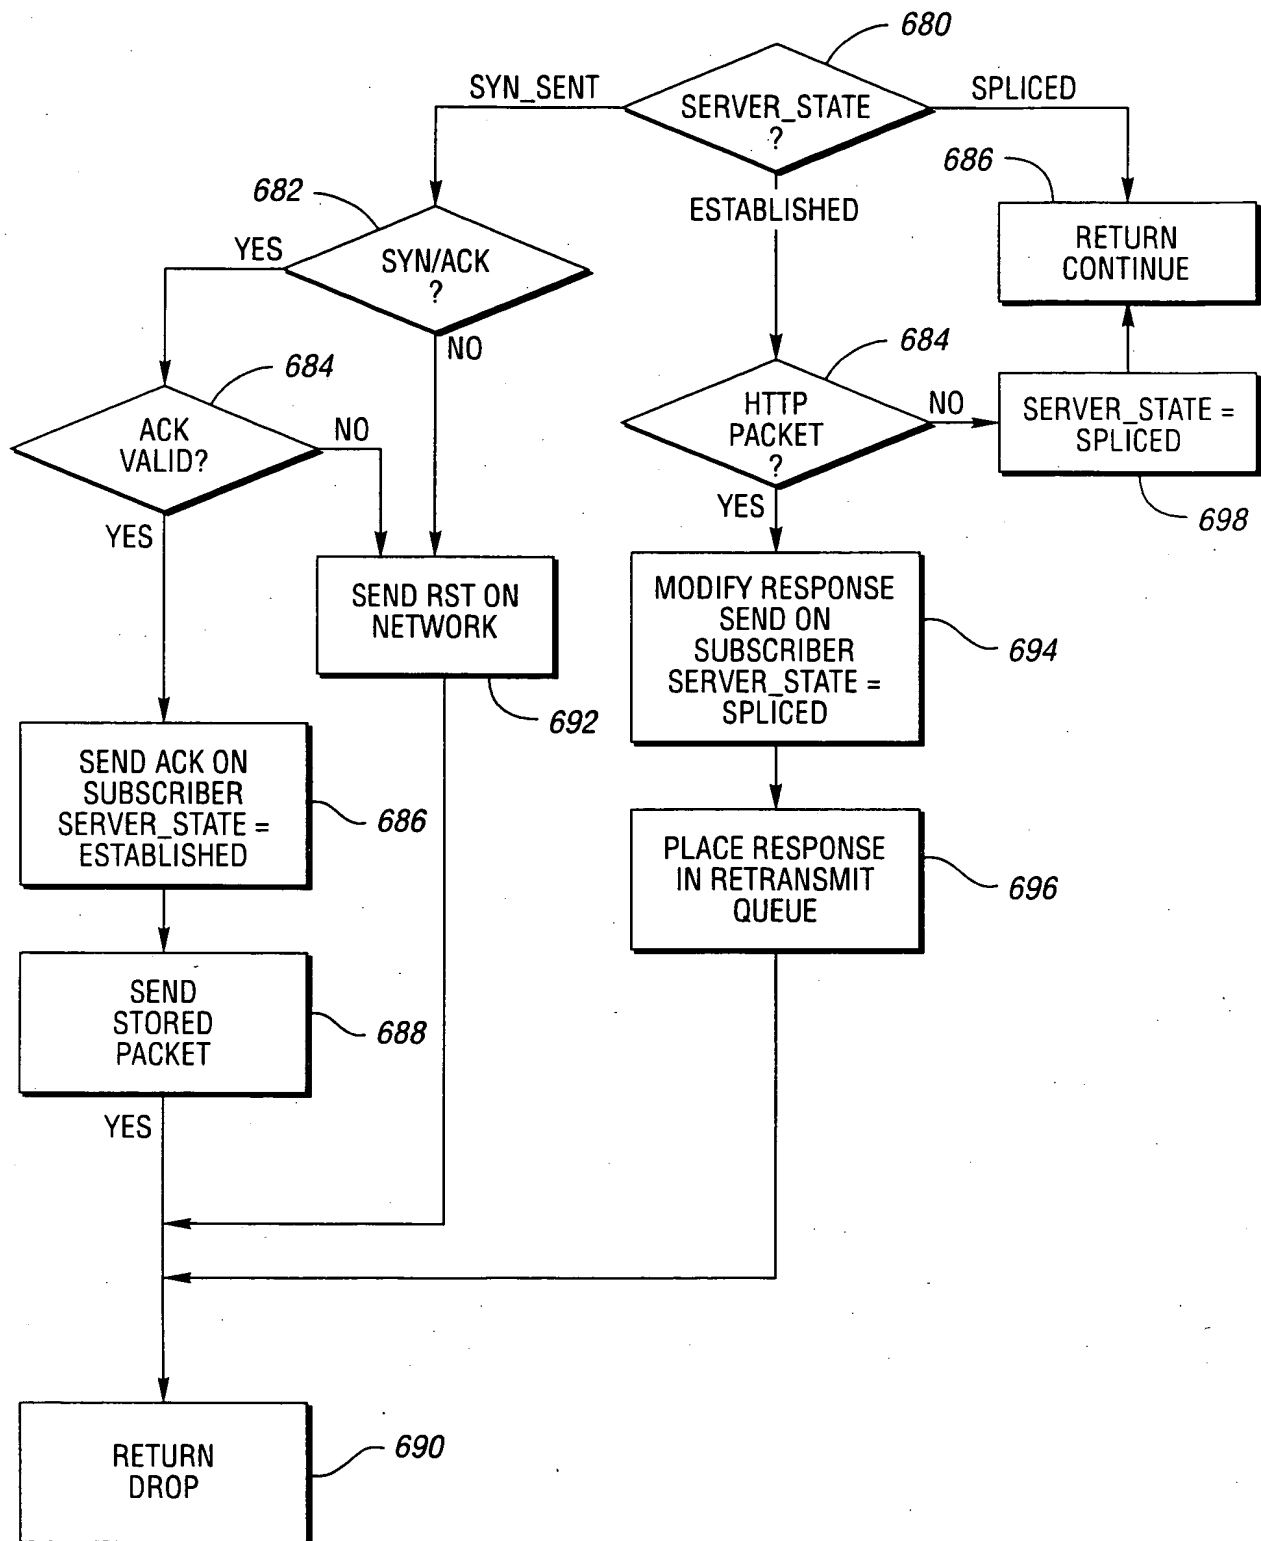 680
SYN_SENT
SERVER_STATE
?
SPLICED
686
RETURN
CONTINUE
682
YES
SYN/ACK
?
NO
ESTABLISHED
684
ACK
VALID?
NO
YES
684
HTTP
PACKET
?
NO
YES
SERVER_STATE =
SPLICED
698
SEND RST ON
NETWORK
692
MODIFY RESPONSE
SEND ON
SUBSCRIBER
SERVER_STATE =
SPLICED
694
SEND ACK ON
SUBSCRIBER
SERVER_STATE =
ESTABLISHED
686
PLACE RESPONSE
IN RETRANSMIT
QUEUE
696
SEND
STORED
PACKET
688
YES
RETURN
DROP
690